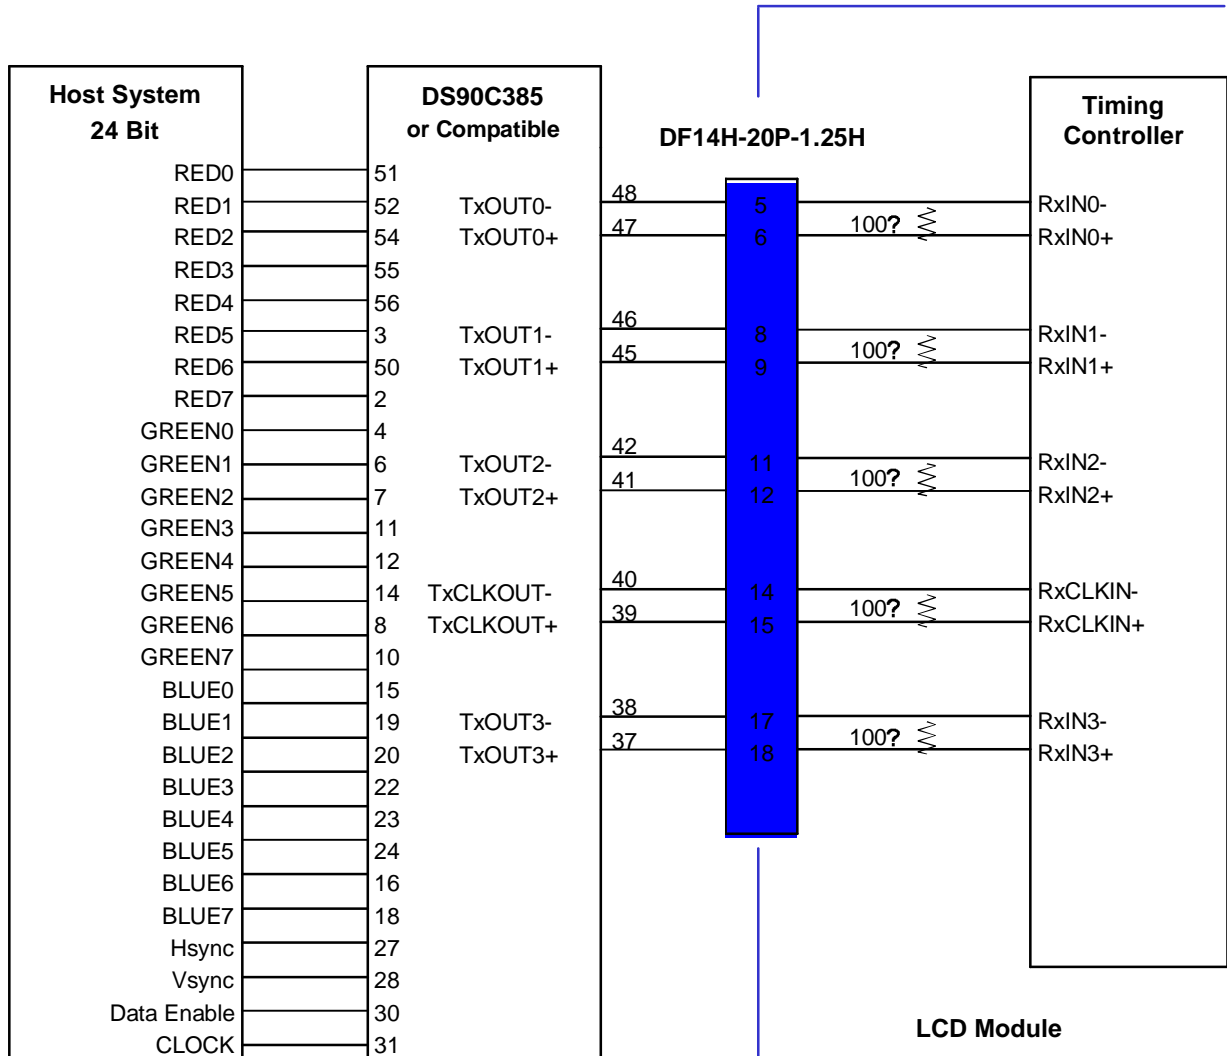 Host System
24 Bit
DS90C385
or Compatible
DF14H-20P-1.25H
Timing
Controller
RED0 51
RED1 52 TxOUT0- 48 5 RxIN0-
100?
RED2 54 TxOUT0+ 47 6 RxIN0+
RED3 55
RED4 56
RED5 3 TxOUT1- 46 8 RxIN1-
100?
RED6 50 TxOUT1+ 45 9 RxIN1+
RED7 2
GREEN0 4
GREEN1 6 TxOUT2- 42 11 RxIN2-
100?
GREEN2 7 TxOUT2+ 41 12 RxIN2+
GREEN3 11
GREEN4 12
GREEN5 14 TxCLKOUT- 40 14 RxCLKIN-
100?
GREEN6 8 TxCLKOUT+ 39 15 RxCLKIN+
GREEN7 10
BLUE0 15
BLUE1 19 TxOUT3- 38 17 RxIN3-
100?
BLUE2 20 TxOUT3+ 37 18 RxIN3+
BLUE3 22
BLUE4 23
BLUE5 24
BLUE6 16
BLUE7 18
Hsync 27
Vsync 28
Data Enable 30
CLOCK 31
LCD Module